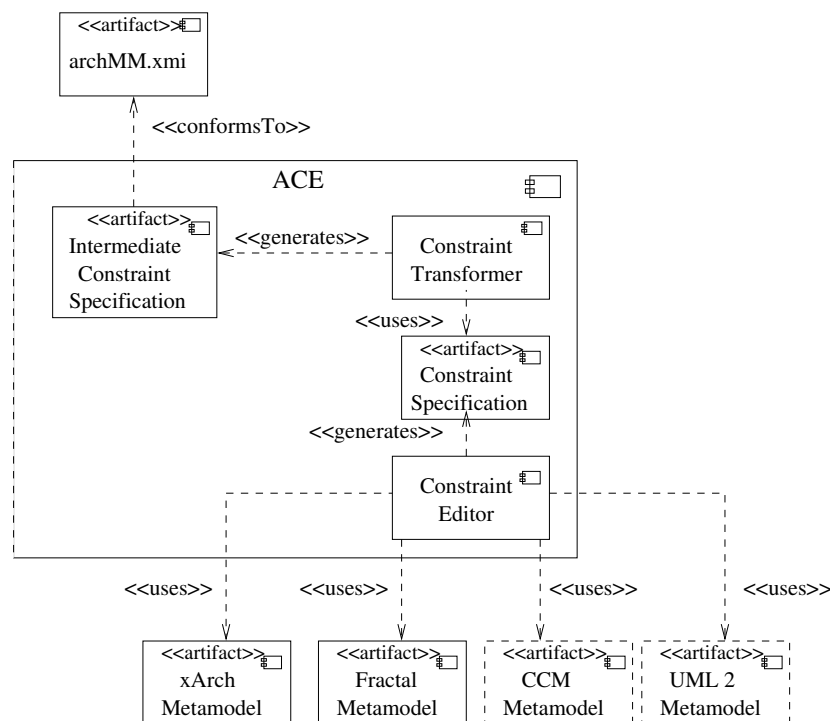 <<artifact>>
archMM.xmi
<<conformsTo>>
ACE
<<artifact>>
Intermediate
Constraint
Specification
<<generates>>
Constraint
Transformer
<<uses>>
<<artifact>>
Constraint
Specification
<<generates>>
Constraint
Editor
<<uses>>
<<uses>>
<<uses>>
<<uses>>
<<artifact>>
xArch
Metamodel
<<artifact>>
Fractal
Metamodel
<<artifact>>
CCM
Metamodel
<<artifact>>
UML 2
Metamodel